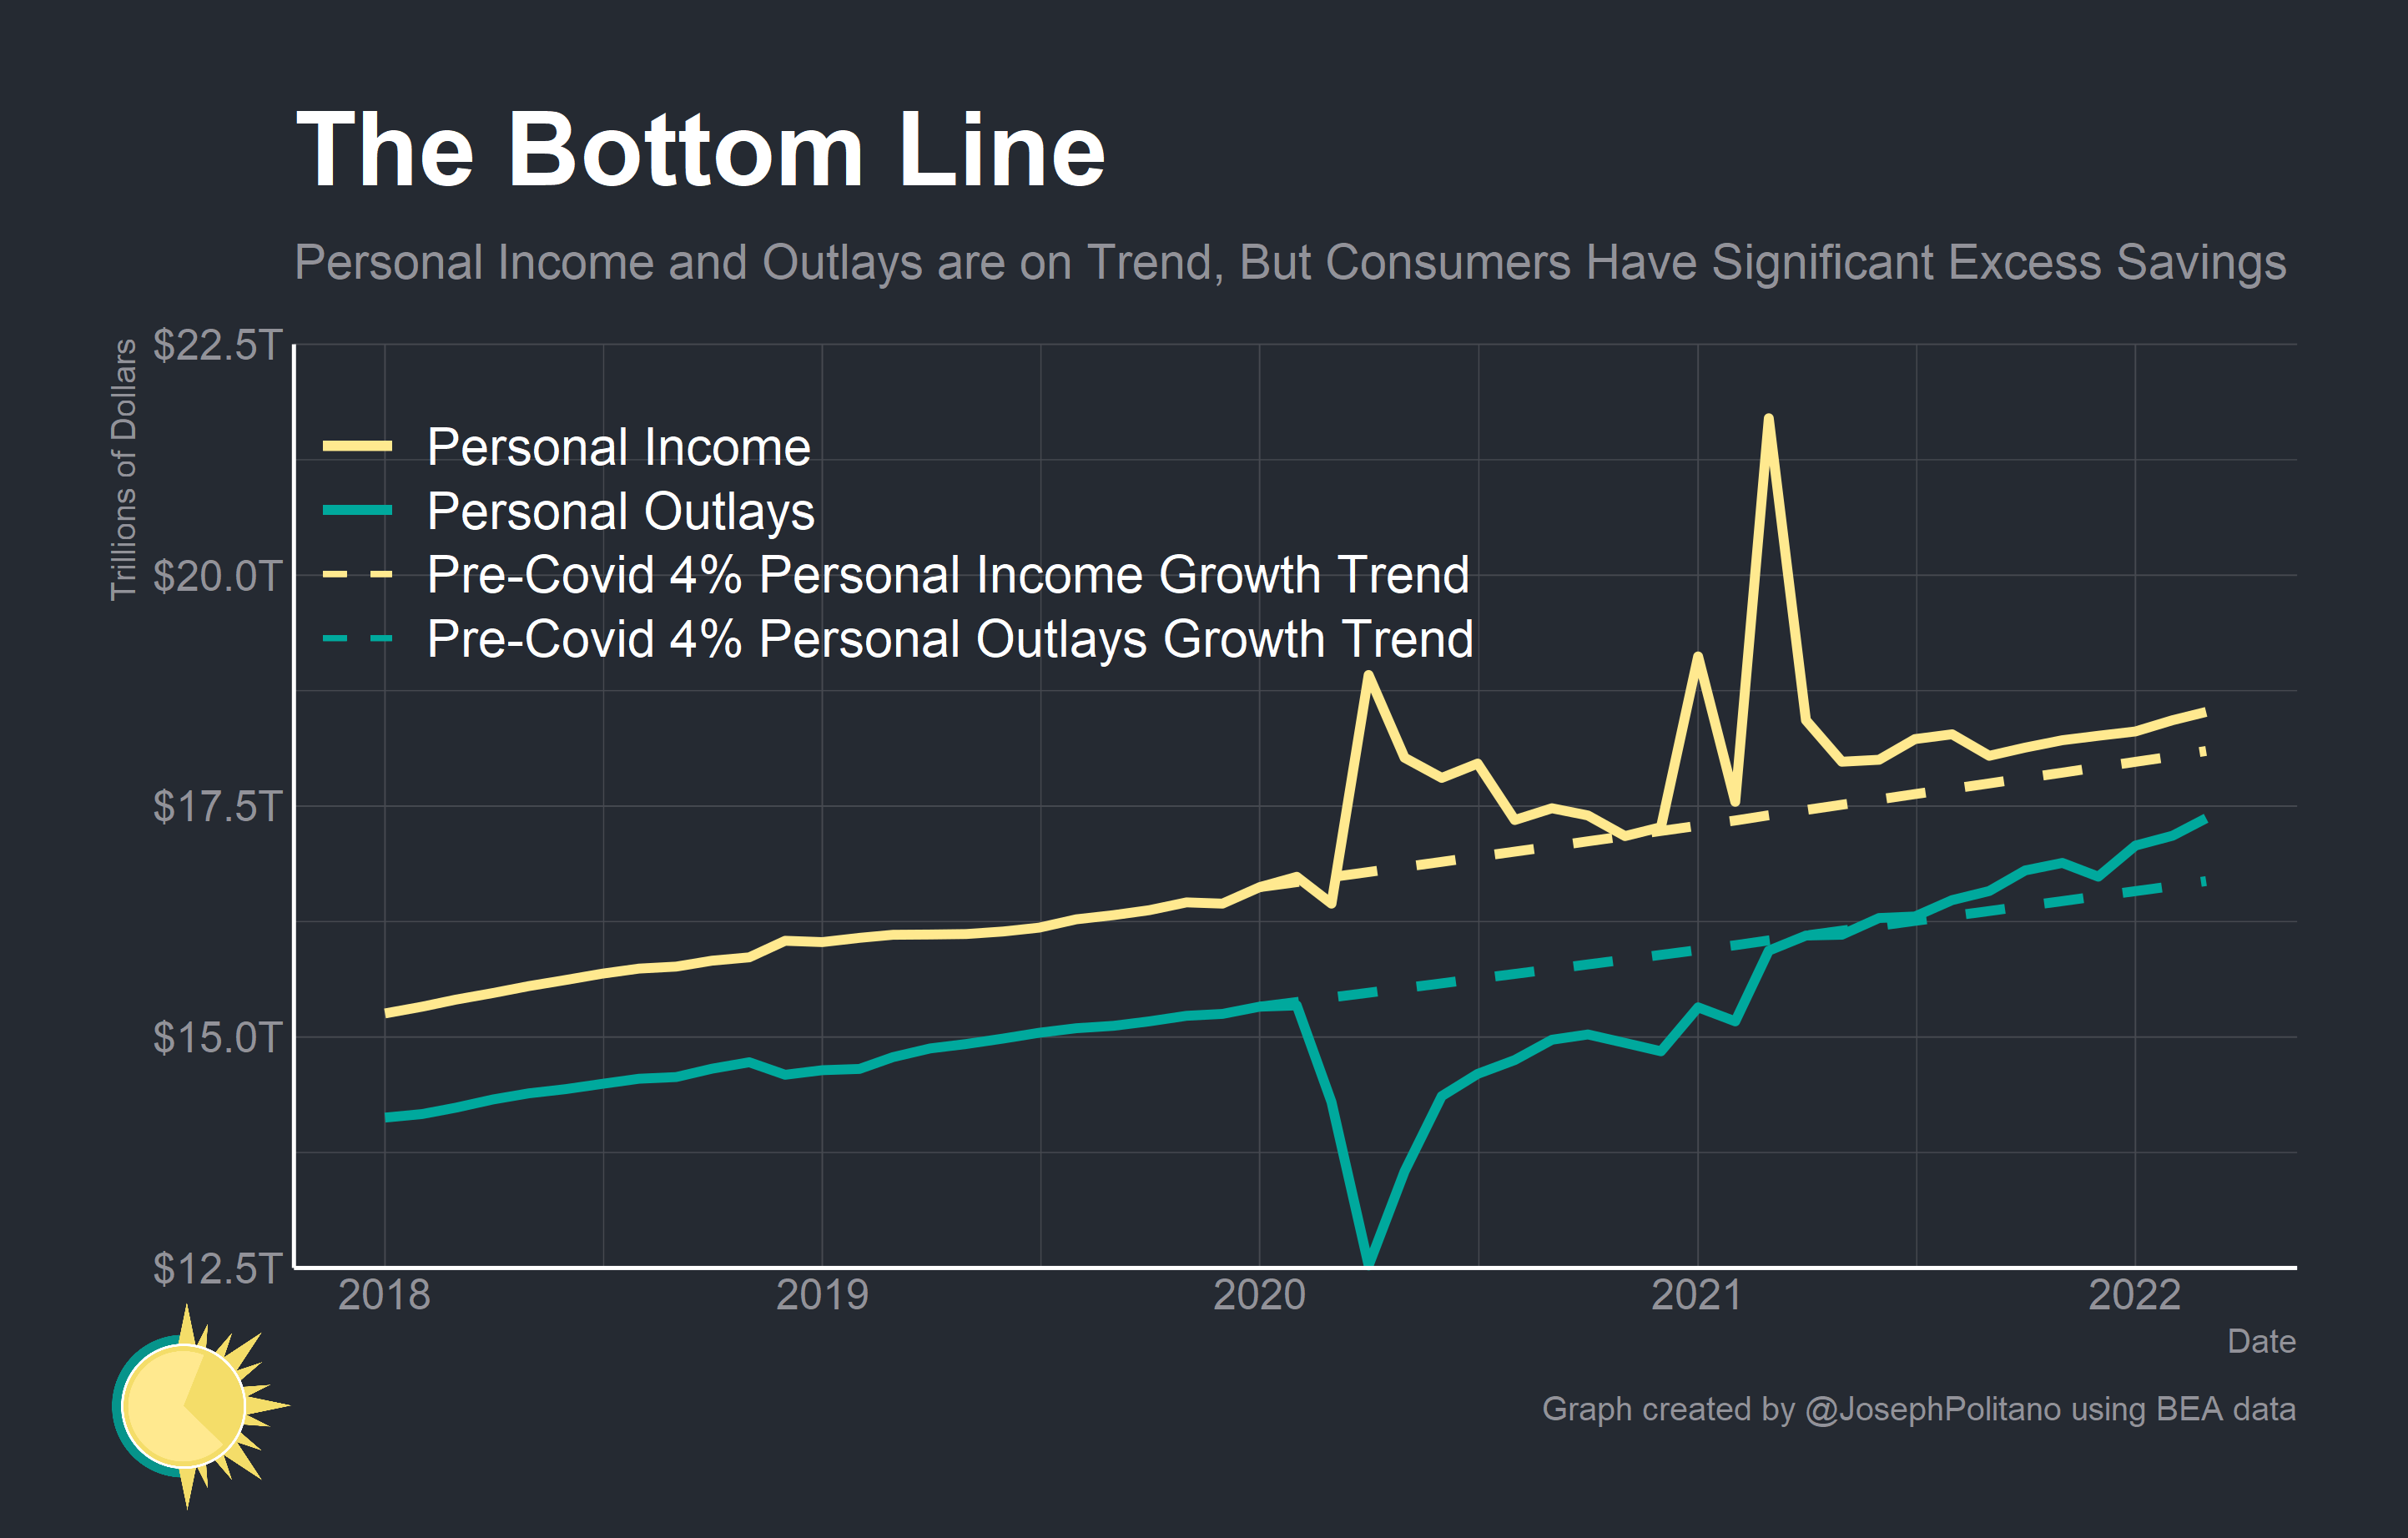 The Bottom Line
Personal Income and Outlays are on Trend, But Consumers Have Significant Excess Savings
Trillions of Dollars
$22.5T
$20.0T
$17.5T
$15.0T
$12.5T
Personal Income
Personal Outlays
Pre-Covid 4% Personal Income Growth Trend
Pre-Covid 4% Personal Outlays Growth Trend
2018 2019 2020 2021 2022
Date
Graph created by @JosephPolitano using BEA data